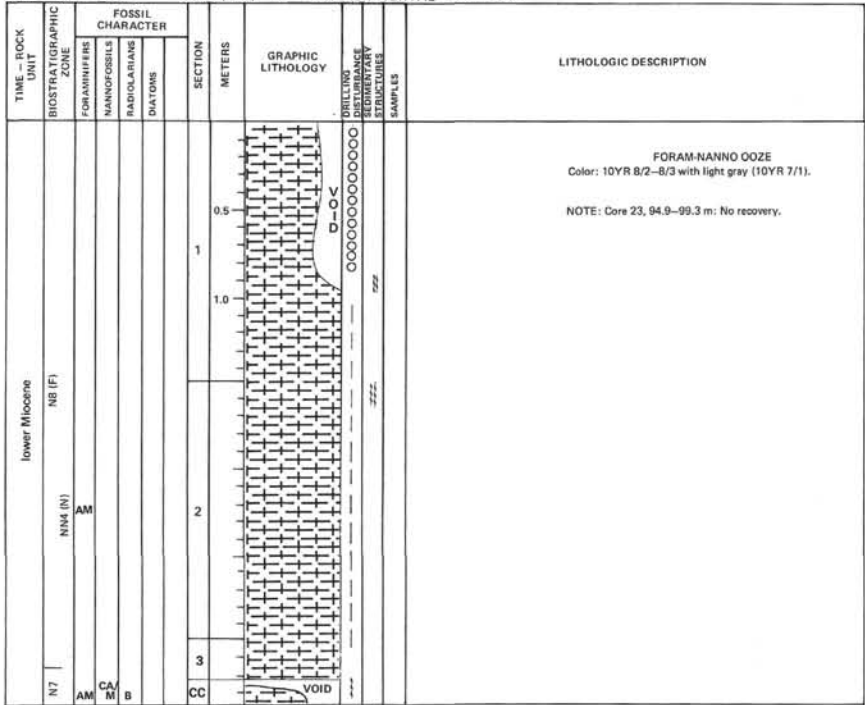 TIME – ROCK
UNIT
BIOSTRATIGRAPHIC
ZONE
FOSSIL
CHARACTER
FORAMINIFERS
NANNOFOSSILS
RADIOLARIANS
DIATOMS
SECTION
METERS
GRAPHIC
LITHOLOGY
DRILLING
DISTURBANCE
SEDIMENTARY
STRUCTURES
SAMPLES
LITHOLOGIC DESCRIPTION
lower Miocene
N8 (F)
NN4 (N)
N7
AM
AM
CA/
M
B
1
2
3
CC
0.5
1.0
VOID
VOID
FORAM-NANNO OOZE
Color: 10YR 8/2–8/3 with light gray (10YR 7/1).
NOTE: Core 23, 94.9–99.3 m: No recovery.